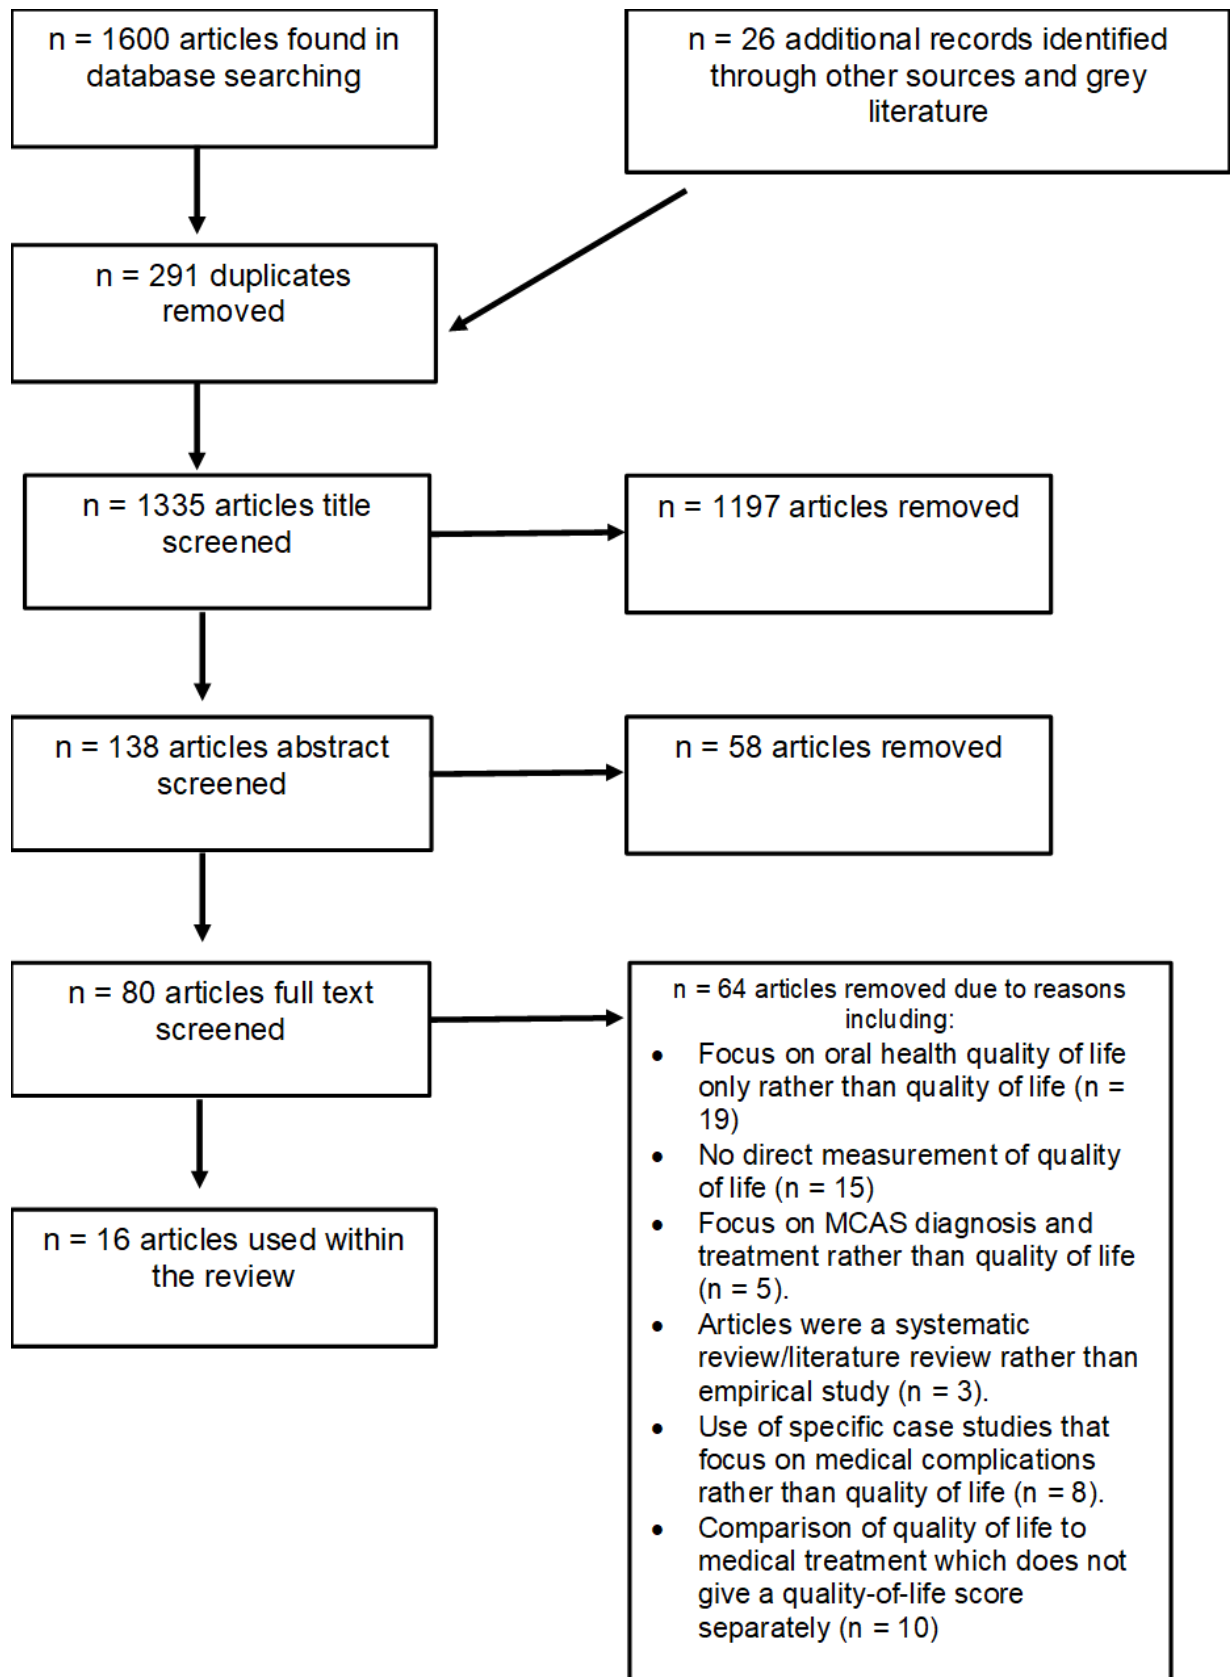 n = 1600 articles found in
database searching
n = 26 additional records identified
through other sources and grey
literature
n = 291 duplicates
removed
n = 1335 articles title
screened
n = 1197 articles removed
n = 138 articles abstract
screened
n = 58 articles removed
n = 80 articles full text
screened
n = 64 articles removed due to reasons
including:
• Focus on oral health quality of life
only rather than quality of life (n =
19)
• No direct measurement of quality
of life (n = 15)
• Focus on MCAS diagnosis and
treatment rather than quality of life
(n = 5).
• Articles were a systematic
review/literature review rather than
empirical study (n = 3).
• Use of specific case studies that
focus on medical complications
rather than quality of life (n = 8).
• Comparison of quality of life to
medical treatment which does not
give a quality-of-life score
separately (n = 10)
n = 16 articles used within
the review